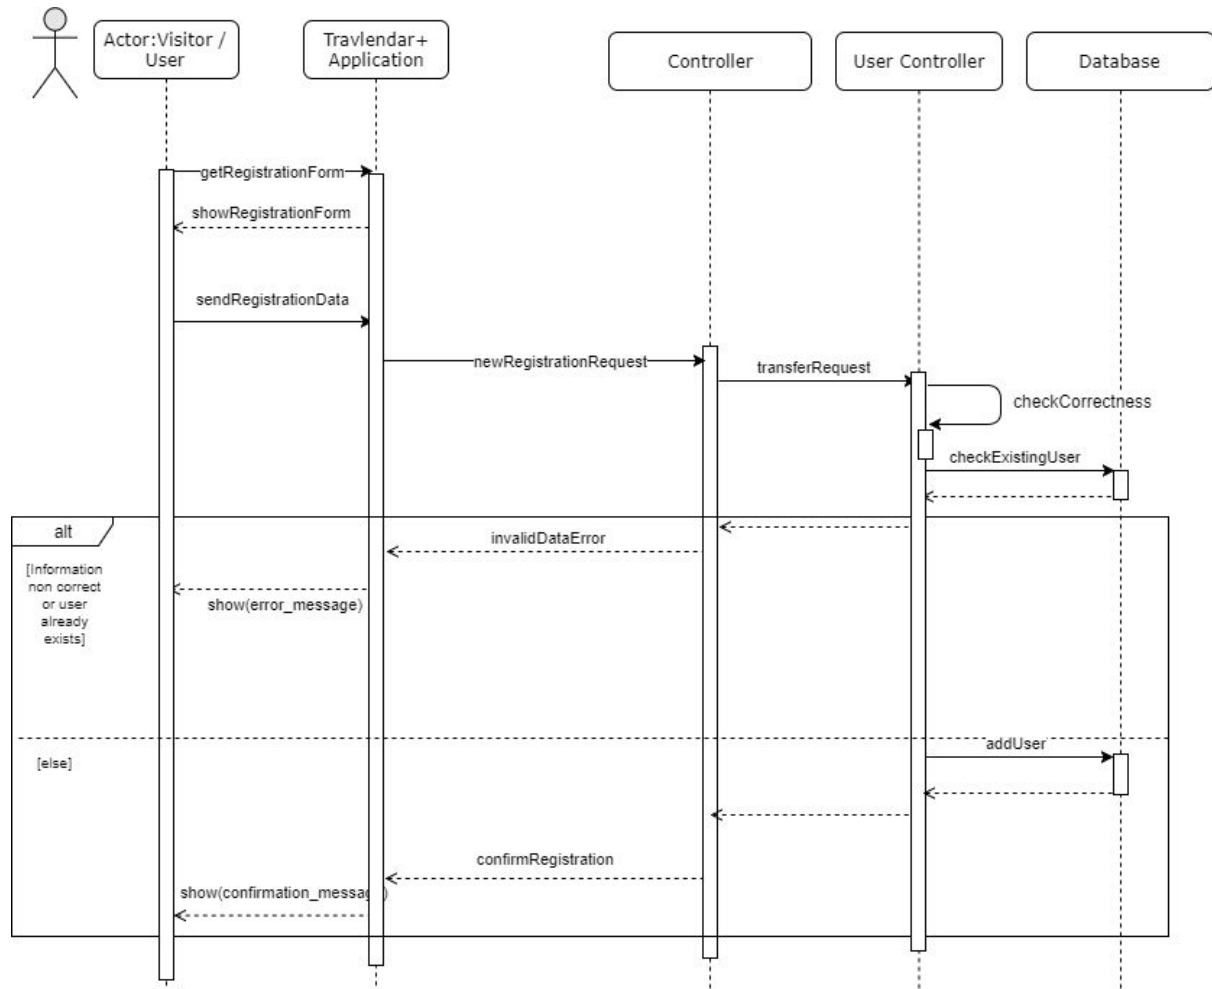 Actor:Visitor /
User
Travlendar+
Application
Controller
User Controller
Database
getRegistrationForm
showRegistrationForm
sendRegistrationData
newRegistrationRequest
transferRequest
checkCorrectness
checkExistingUser
alt
invalidDataError
[Information
non correct
or user
already
exists]
show(error_message)
addUser
[else]
confirmRegistration
show(confirmation_message)